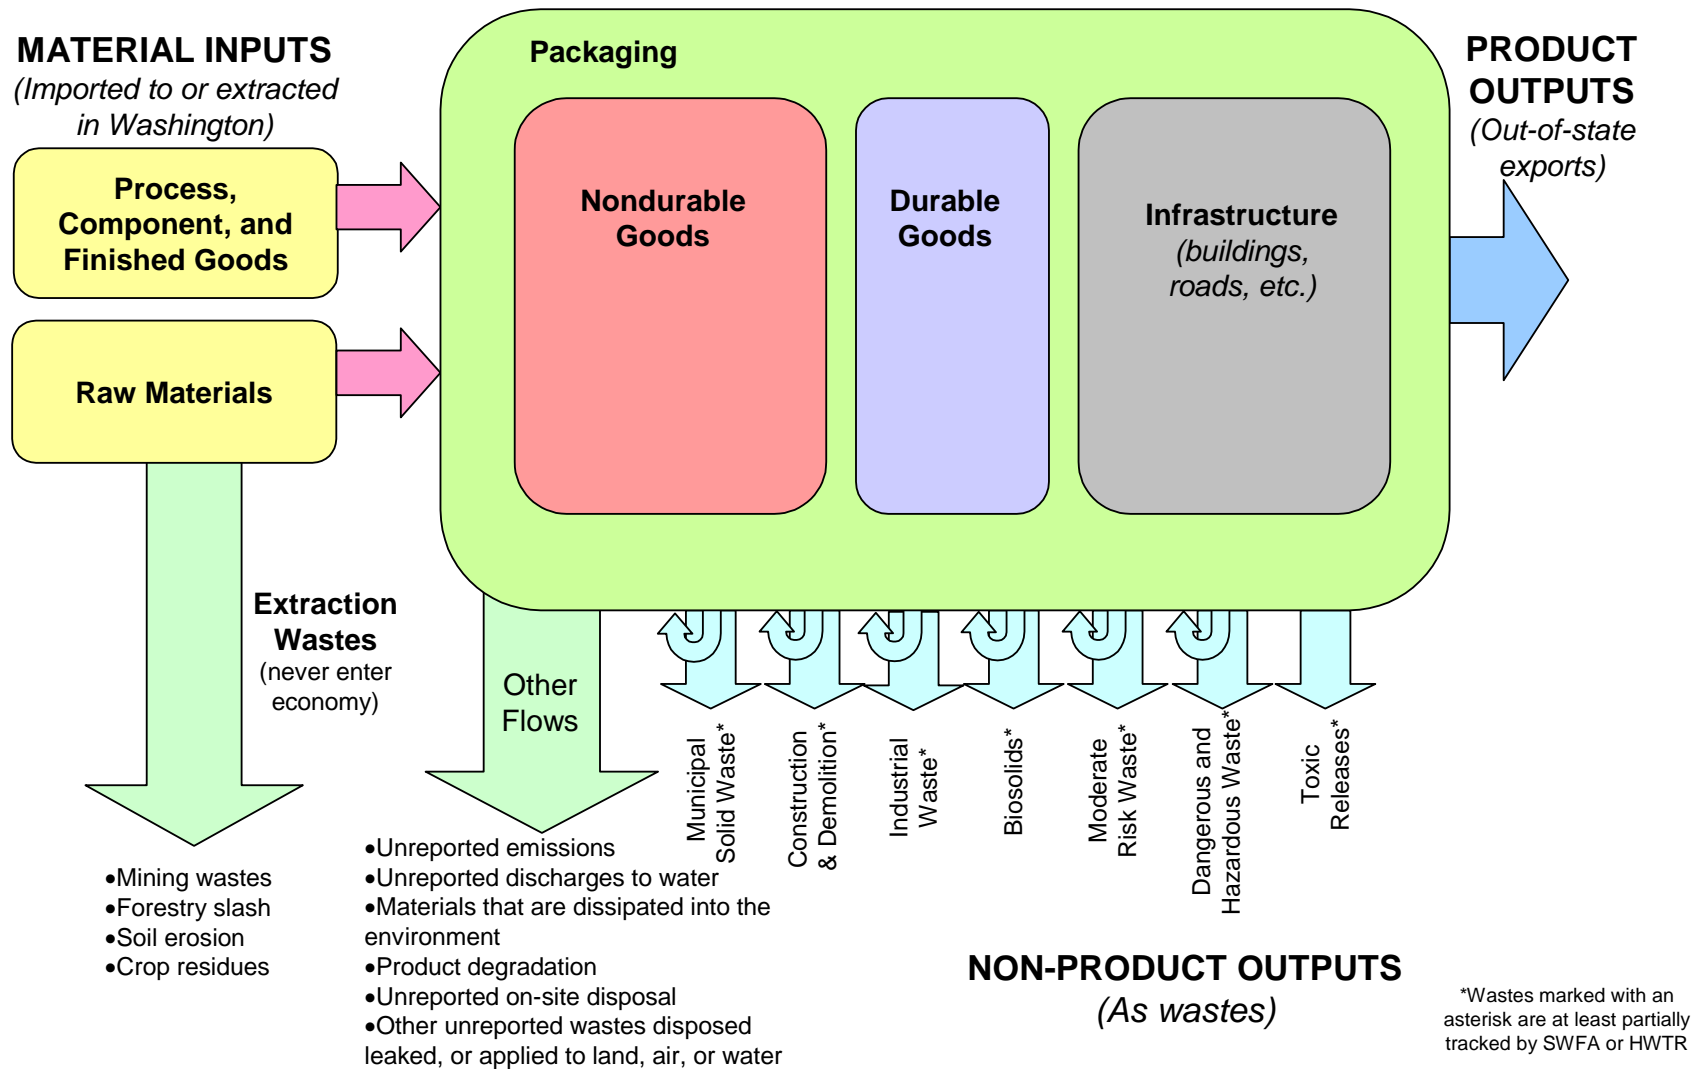 MATERIAL INPUTS
(Imported to or extracted
in Washington)
Process,
Component, and
Finished Goods
Raw Materials
Packaging
Nondurable
Goods
Durable
Goods
Infrastructure
(buildings,
roads, etc.)
PRODUCT
OUTPUTS
(Out-of-state
exports)
Extraction
Wastes
(never enter
economy)
Other
Flows
•Mining wastes
•Forestry slash
•Soil erosion
•Crop residues
•Unreported emissions
•Unreported discharges to water
•Materials that are dissipated into the
environment
•Product degradation
•Unreported on-site disposal
•Other unreported wastes disposed
leaked, or applied to land, air, or water
Municipal
Solid Waste*
Construction
& Demolition*
Industrial
Waste*
Biosolids*
Moderate
Risk Waste*
Dangerous and
Hazardous Waste*
Toxic
Releases*
NON-PRODUCT OUTPUTS
(As wastes)
*Wastes marked with an
asterisk are at least partially
tracked by SWFA or HWTR